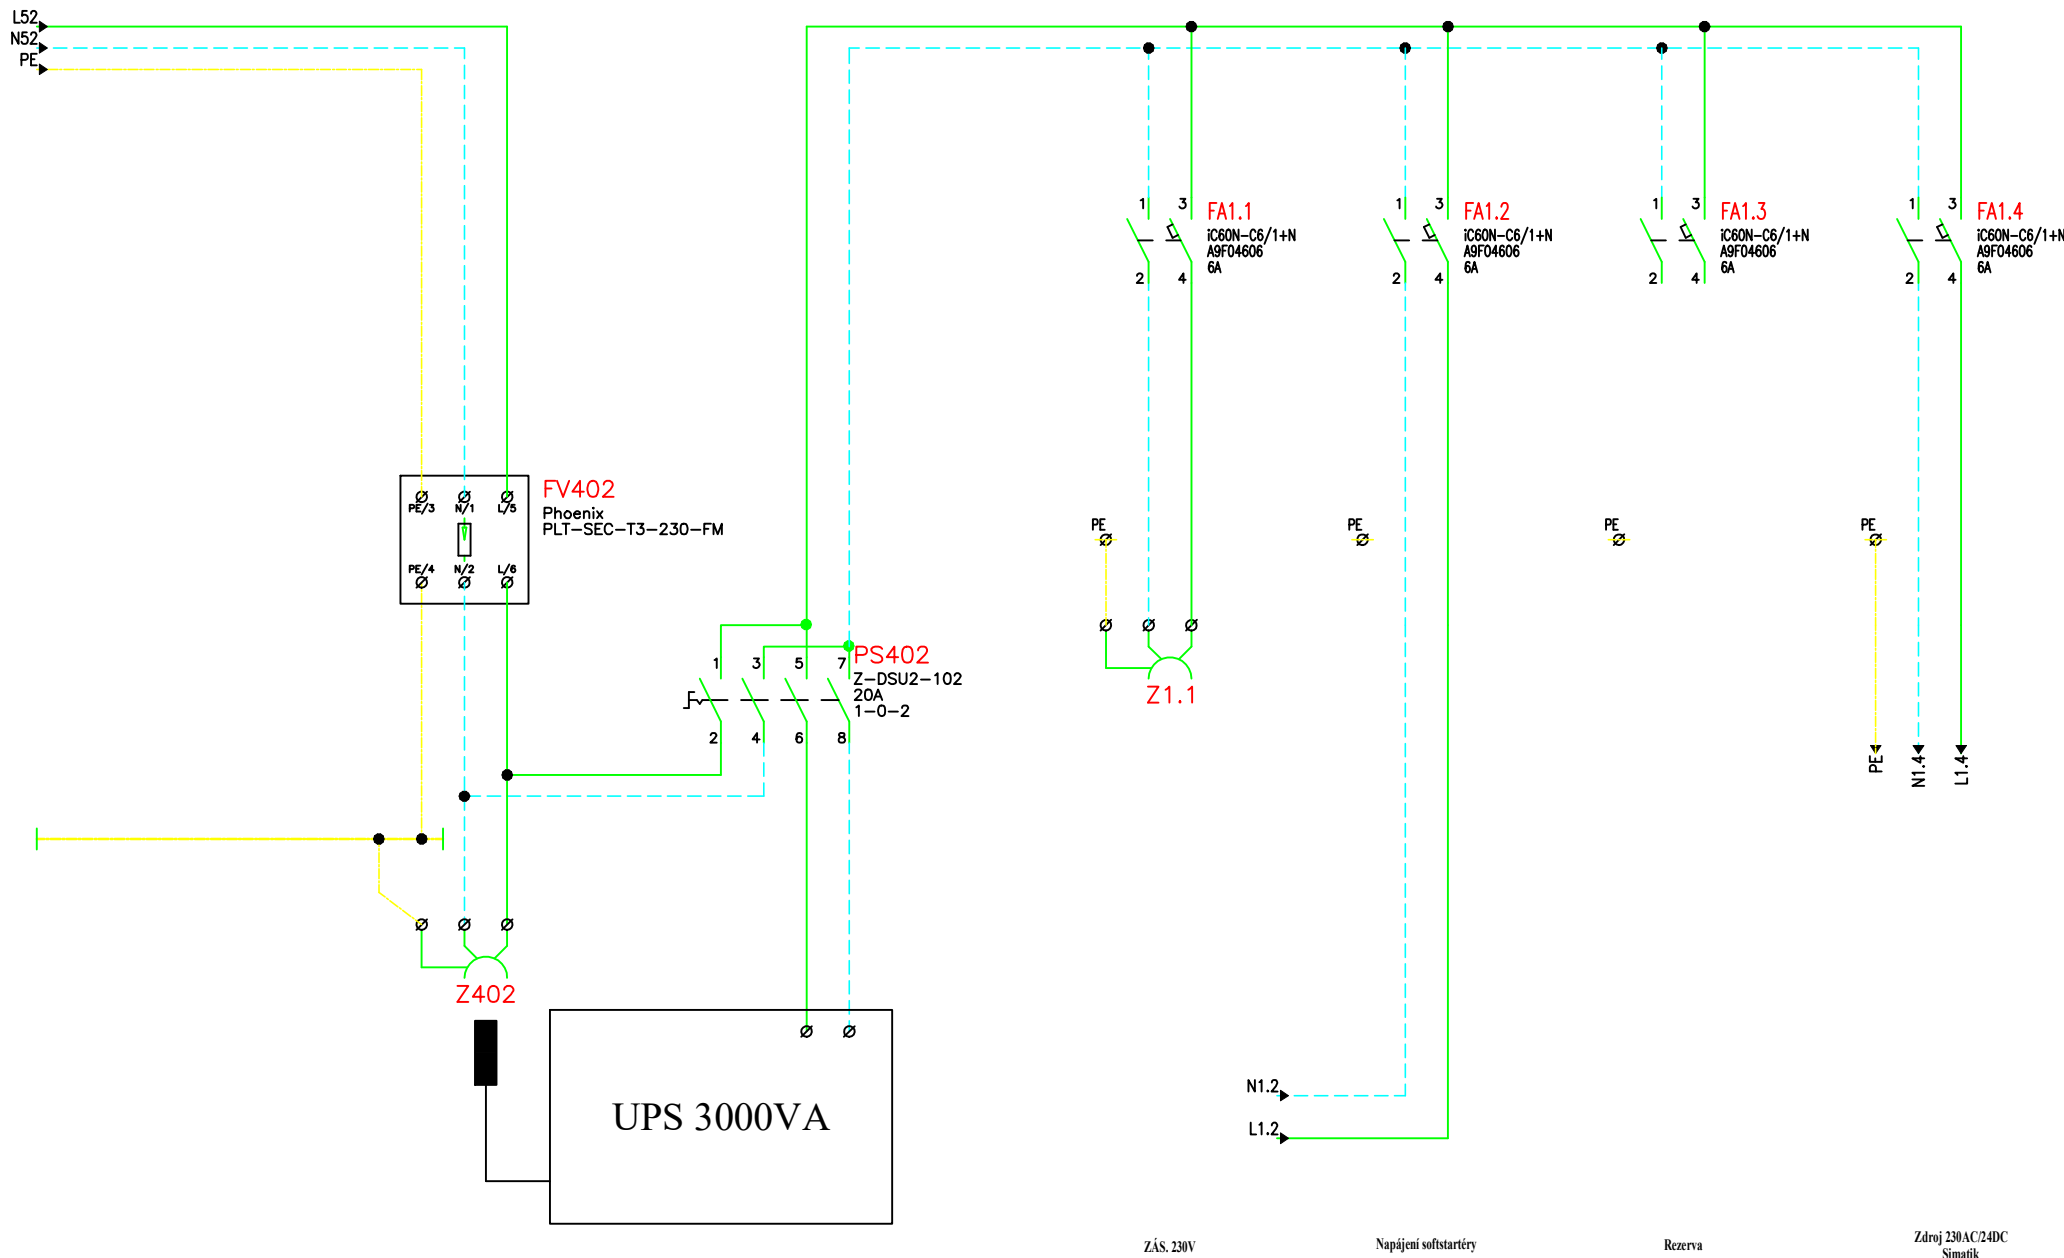 L52
N52
PE
1 3 FA1.1
iC60N-C6/1+N
A9F04606
6A
2 4
1 3 FA1.2
iC60N-C6/1+N
A9F04606
6A
2 4
1 3 FA1.3
iC60N-C6/1+N
A9F04606
6A
2 4
1 3 FA1.4
iC60N-C6/1+N
A9F04606
6A
2 4
FV402
Phoenix
PLT-SEC-T3-230-FM
PE/3 N/1 L/5
PE/4 N/2 L/6
PE
PE
PE
PE
1 3 5 7 PS402
Z-DSU2-102
20A
1-0-2
2 4 6 8
Z1.1
PE
N1.4
L1.4
Z402
UPS 3000VA
N1.2
L1.2
ZÁS. 230V
Napájení softstartéry
Rezerva
Zdroj 230AC/24DC
Simatik